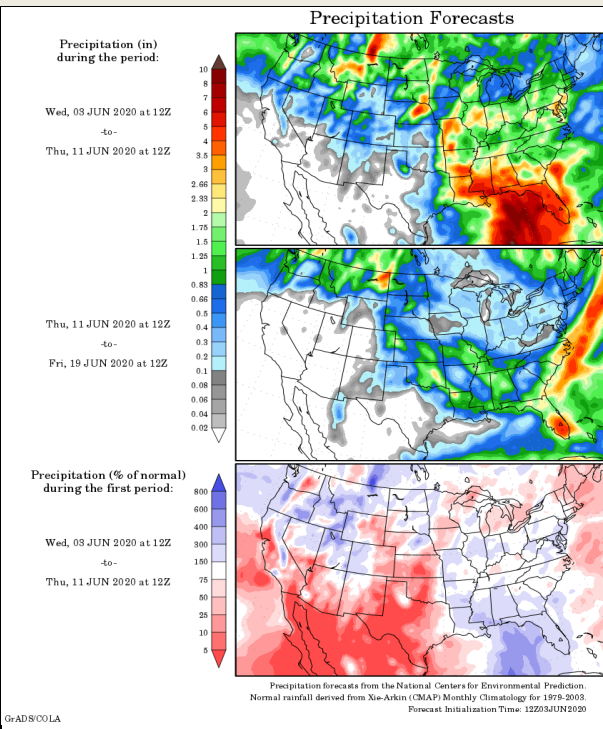 Precipitation Forecasts
Precipitation (in)
during the period:
Wed, 03 JUN 2020 at 12Z
-to-
Thu, 11 JUN 2020 at 12Z
10
8
7
6
5
4
3.5
3
2.66
2.33
2
1.75
1.5
1.25
1
0.83
0.66
0.5
0.4
0.3
0.2
0.1
0.08
0.06
0.04
0.02
Thu, 11 JUN 2020 at 12Z
-to-
Fri, 19 JUN 2020 at 12Z
Precipitation (% of normal)
during the first period:
Wed, 03 JUN 2020 at 12Z
-to-
Thu, 11 JUN 2020 at 12Z
800
600
400
300
150
75
50
25
10
5
Precipitation forecasts from the National Centers for Environmental Prediction.
Normal rainfall derived from Xie-Arkin (CMAP) Monthly Climatology for 1979-2003.
Forecast Initialization Time: 12Z03JUN2020
GrADS/COLA